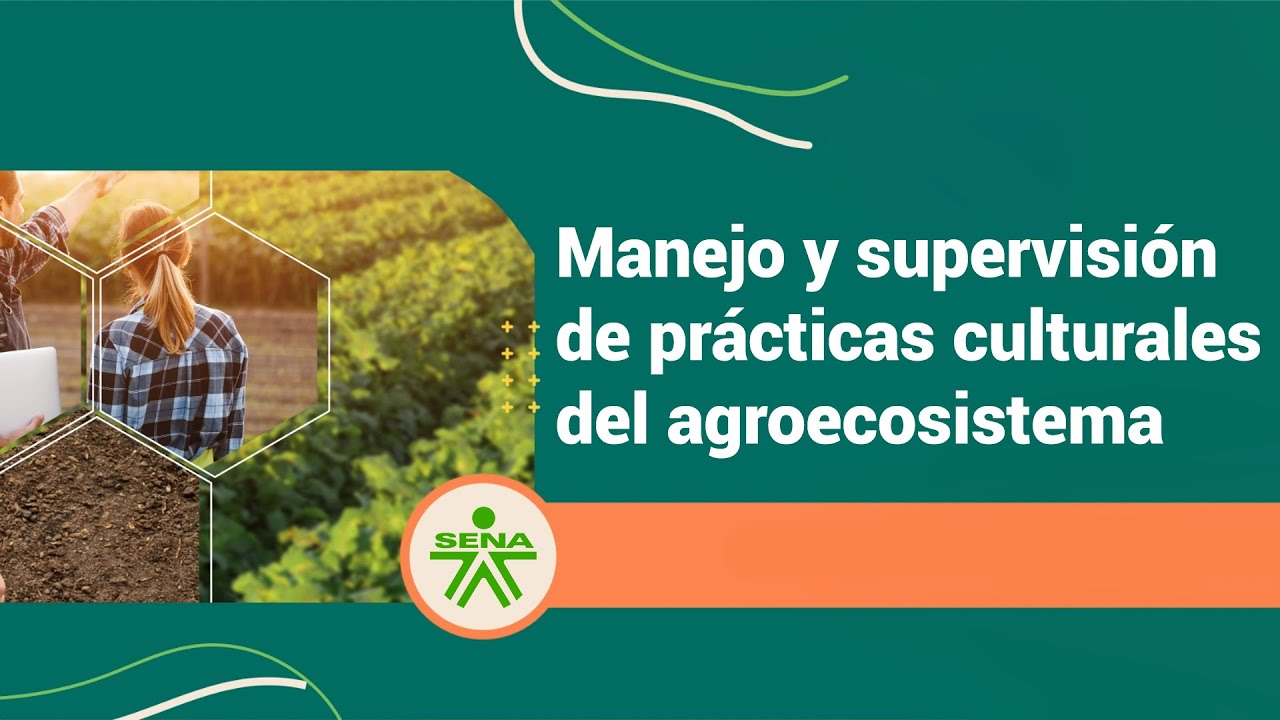 Manejo y supervisión
de prácticas culturales
del agroecosistema
SENA